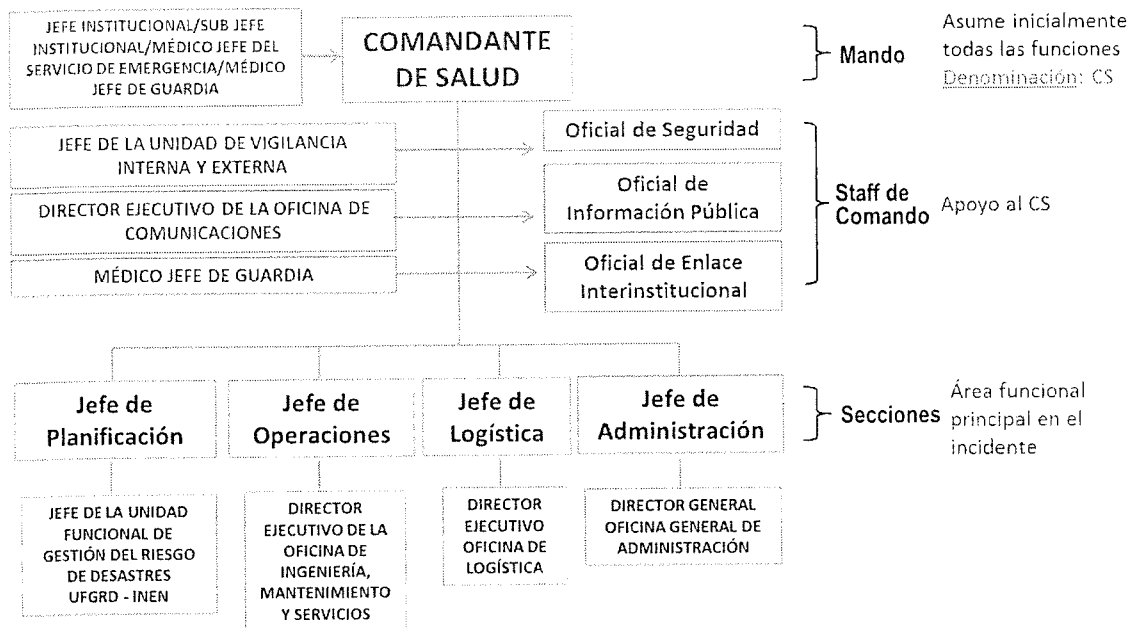 JEFE INSTITUCIONAL/SUB JEFE
INSTITUCIONAL/MÉDICO JEFE DEL
SERVICIO DE EMERGENCIA/MÉDICO
JEFE DE GUARDIA
COMANDANTE
DE SALUD
Mando
Asume inicialmente
todas las funciones
Denominación: CS
JEFE DE LA UNIDAD DE VIGILANCIA
INTERNA Y EXTERNA
Oficial de Seguridad
DIRECTOR EJECUTIVO DE LA OFICINA DE
COMUNICACIONES
Oficial de
Información Pública
MÉDICO JEFE DE GUARDIA
Oficial de Enlace
Interinstitucional
Staff de
Comando
Apoyo al CS
Jefe de
Planificación
Jefe de
Operaciones
Jefe de
Logística
Jefe de
Administración
Secciones
Área funcional
principal en el
incidente
JEFE DE LA UNIDAD
FUNCIONAL DE
GESTIÓN DEL RIESGO
DE DESASTRES
UFGRD - INEN
DIRECTOR
EJECUTIVO DE LA
OFICINA DE
INGENIERÍA,
MANTENIMIENTO
Y SERVICIOS
DIRECTOR
EJECUTIVO
OFICINA DE
LOGÍSTICA
DIRECTOR GENERAL
OFICINA GENERAL DE
ADMINISTRACIÓN